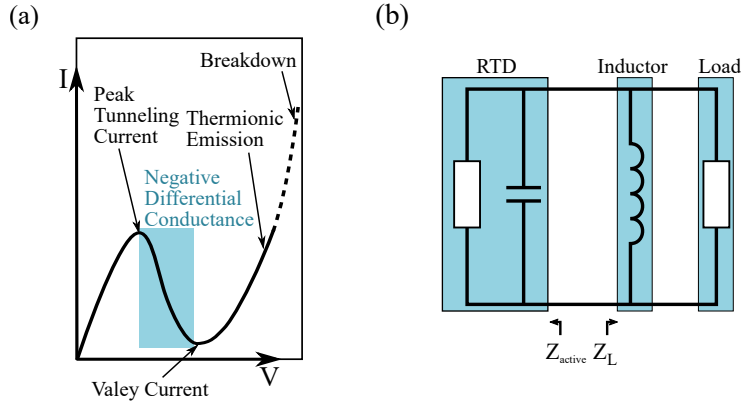 (a)
I
Peak
Tunneling
Current
Breakdown
Thermionic
Emission
Negative
Differential
Conductance
Valey Current
V
(b)
RTD
Inductor
Load
Zactive
ZL